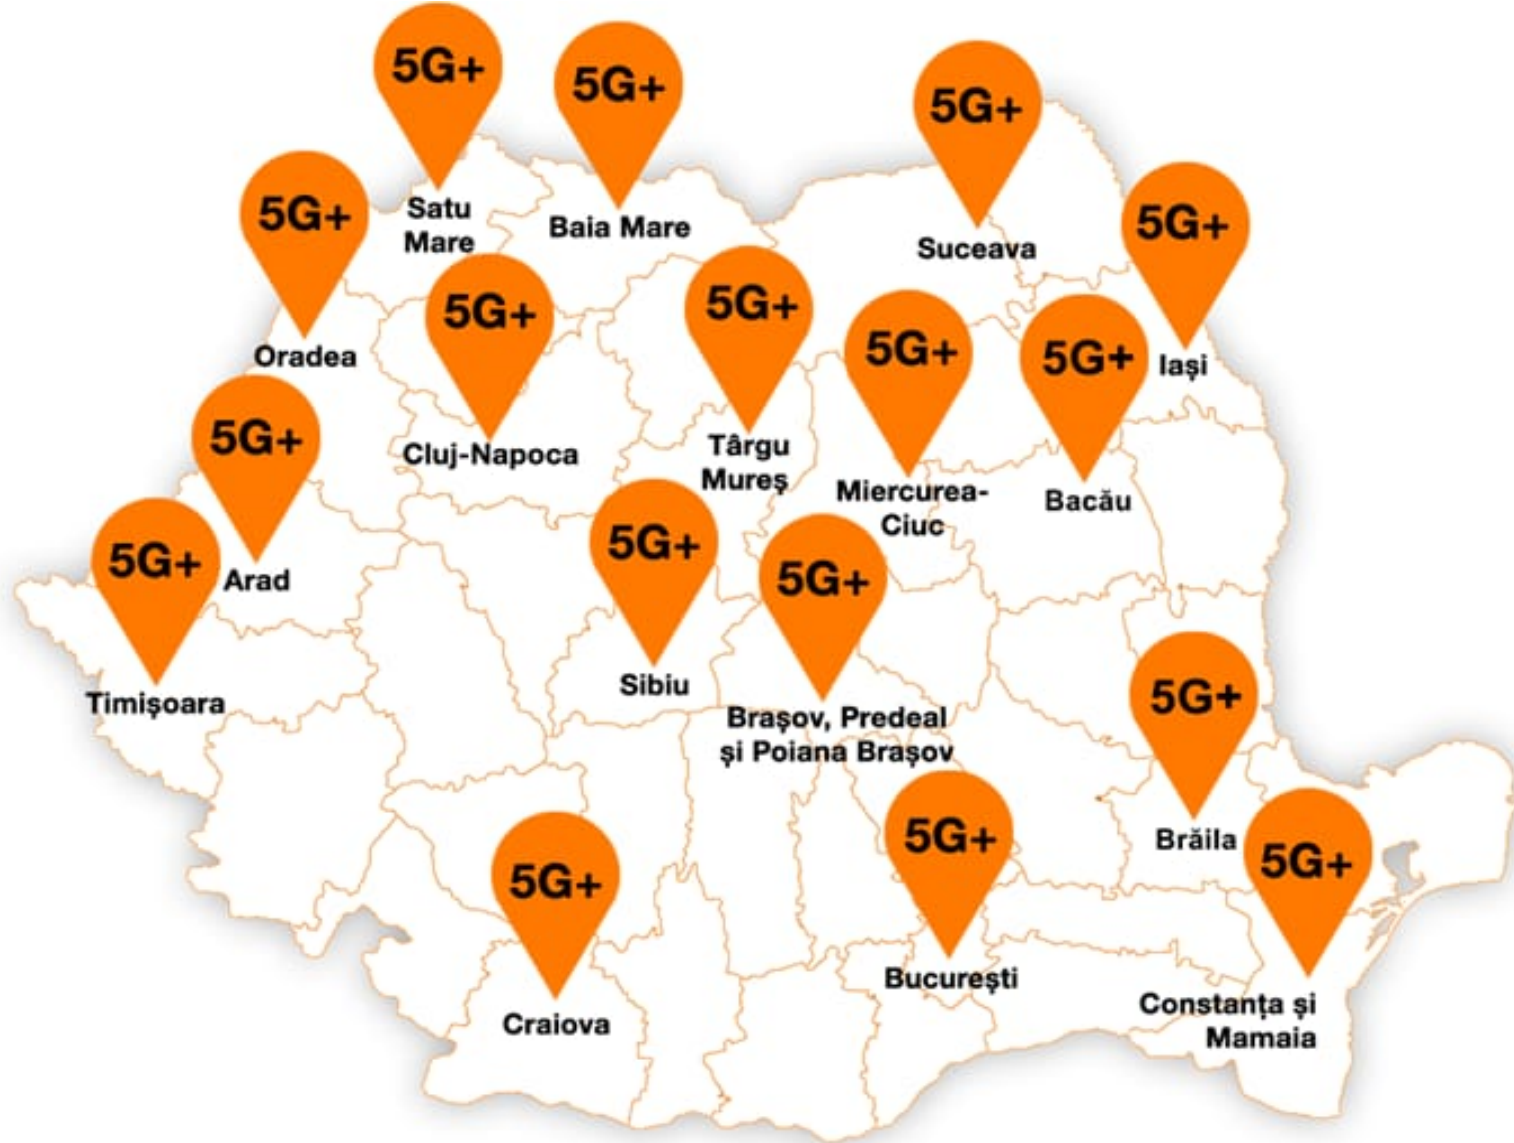 5G+
Satu
Mare
5G+
Baia Mare
5G+
Suceava
5G+
Oradea
5G+
Iași
5G+
Cluj-Napoca
5G+
Târgu
Mureș
5G+
Miercurea-
Ciuc
5G+
Bacău
5G+
Arad
5G+
Timișoara
5G+
Sibiu
5G+
Brașov, Predeal
și Poiana Brașov
5G+
Brăila
5G+
București
5G+
Constanța și
Mamaia
5G+
Craiova